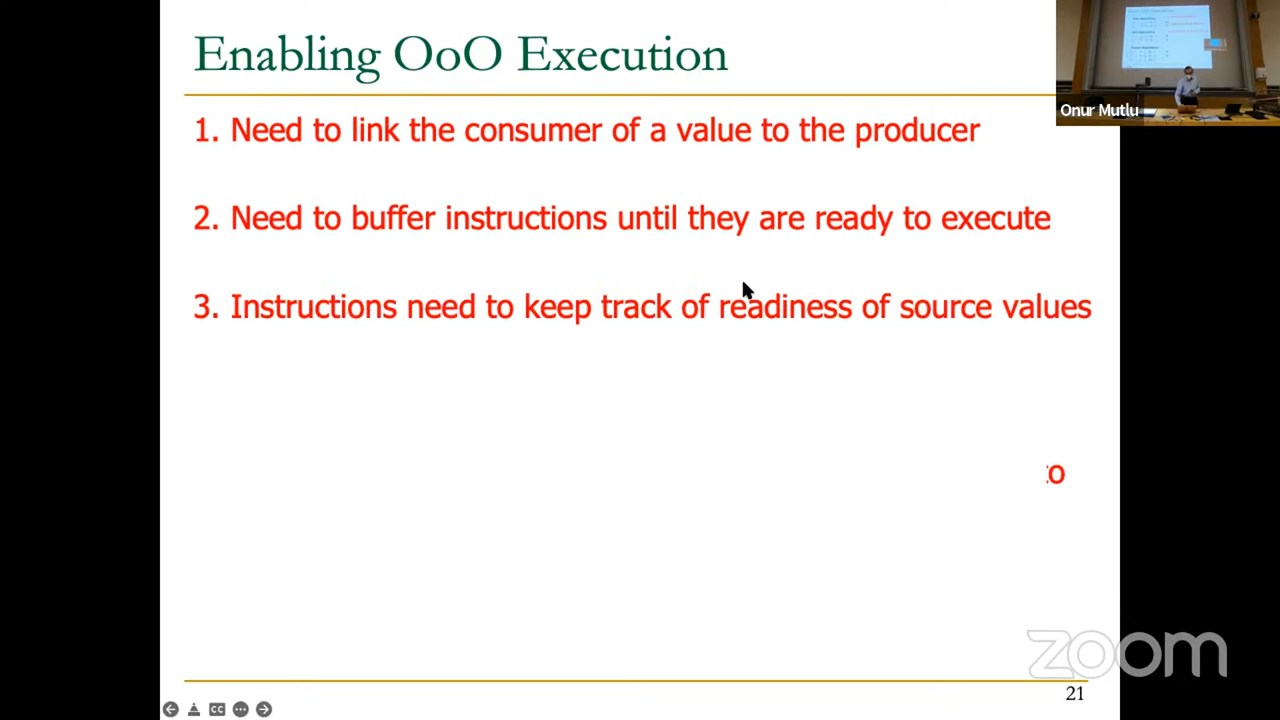 Enabling OoO Execution
Onur Mutlu
1. Need to link the consumer of a value to the producer
2. Need to buffer instructions until they are ready to execute
3. Instructions need to keep track of readiness of source values
to
zoom
21
CC